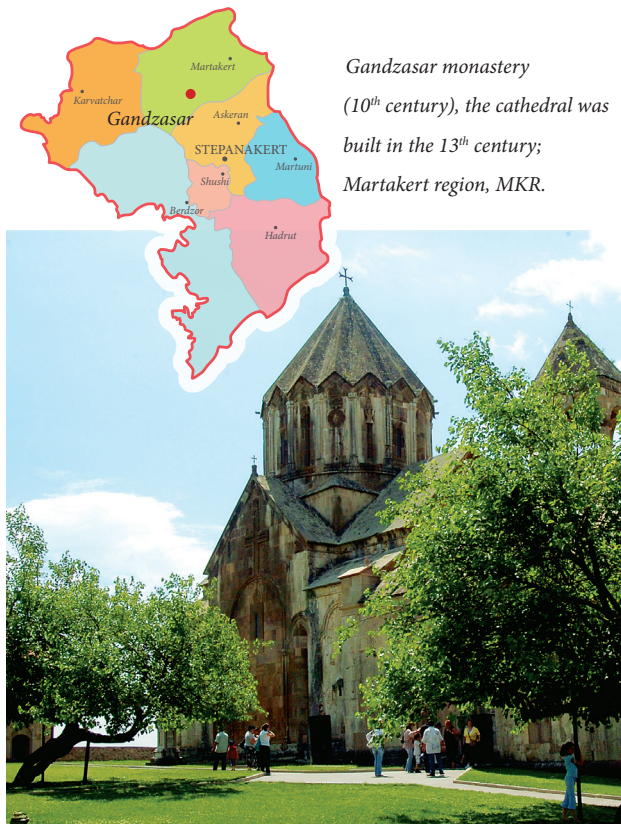 Gandzasar monastery
(10th century), the cathedral was
built in the 13th century;
Martakert region, MKR.
Martakert
Karvatchar
Gandzasar
Askeran
STEPANAKERT
Martuni
Shushi
Berdzor
Hadrut